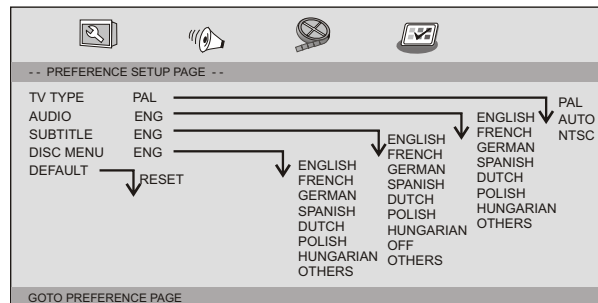 -- PREFERENCE SETUP PAGE --
TV TYPE PAL
AUDIO ENG
SUBTITLE ENG
DISC MENU ENG
DEFAULT
RESET
ENGLISH
FRENCH
GERMAN
SPANISH
DUTCH
POLISH
HUNGARIAN
OTHERS
ENGLISH
FRENCH
GERMAN
SPANISH
DUTCH
POLISH
HUNGARIAN
OFF
OTHERS
ENGLISH
FRENCH
GERMAN
SPANISH
DUTCH
POLISH
HUNGARIAN
OTHERS
PAL
AUTO
NTSC
GOTO PREFERENCE PAGE